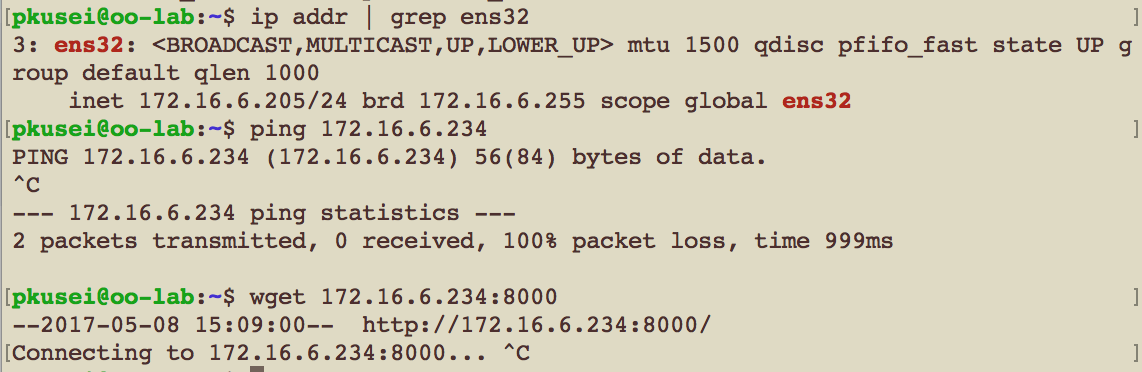 [pkusei@oo-lab:~$ ip addr | grep ens32 ]
3: ens32: <BROADCAST,MULTICAST,UP,LOWER_UP> mtu 1500 qdisc pfifo_fast state UP g
roup default qlen 1000
    inet 172.16.6.205/24 brd 172.16.6.255 scope global ens32
[pkusei@oo-lab:~$ ping 172.16.6.234 ]
PING 172.16.6.234 (172.16.6.234) 56(84) bytes of data.
^C
--- 172.16.6.234 ping statistics ---
2 packets transmitted, 0 received, 100% packet loss, time 999ms

[pkusei@oo-lab:~$ wget 172.16.6.234:8000 ]
--2017-05-08 15:09:00--  http://172.16.6.234:8000/
[Connecting to 172.16.6.234:8000... ^C ]